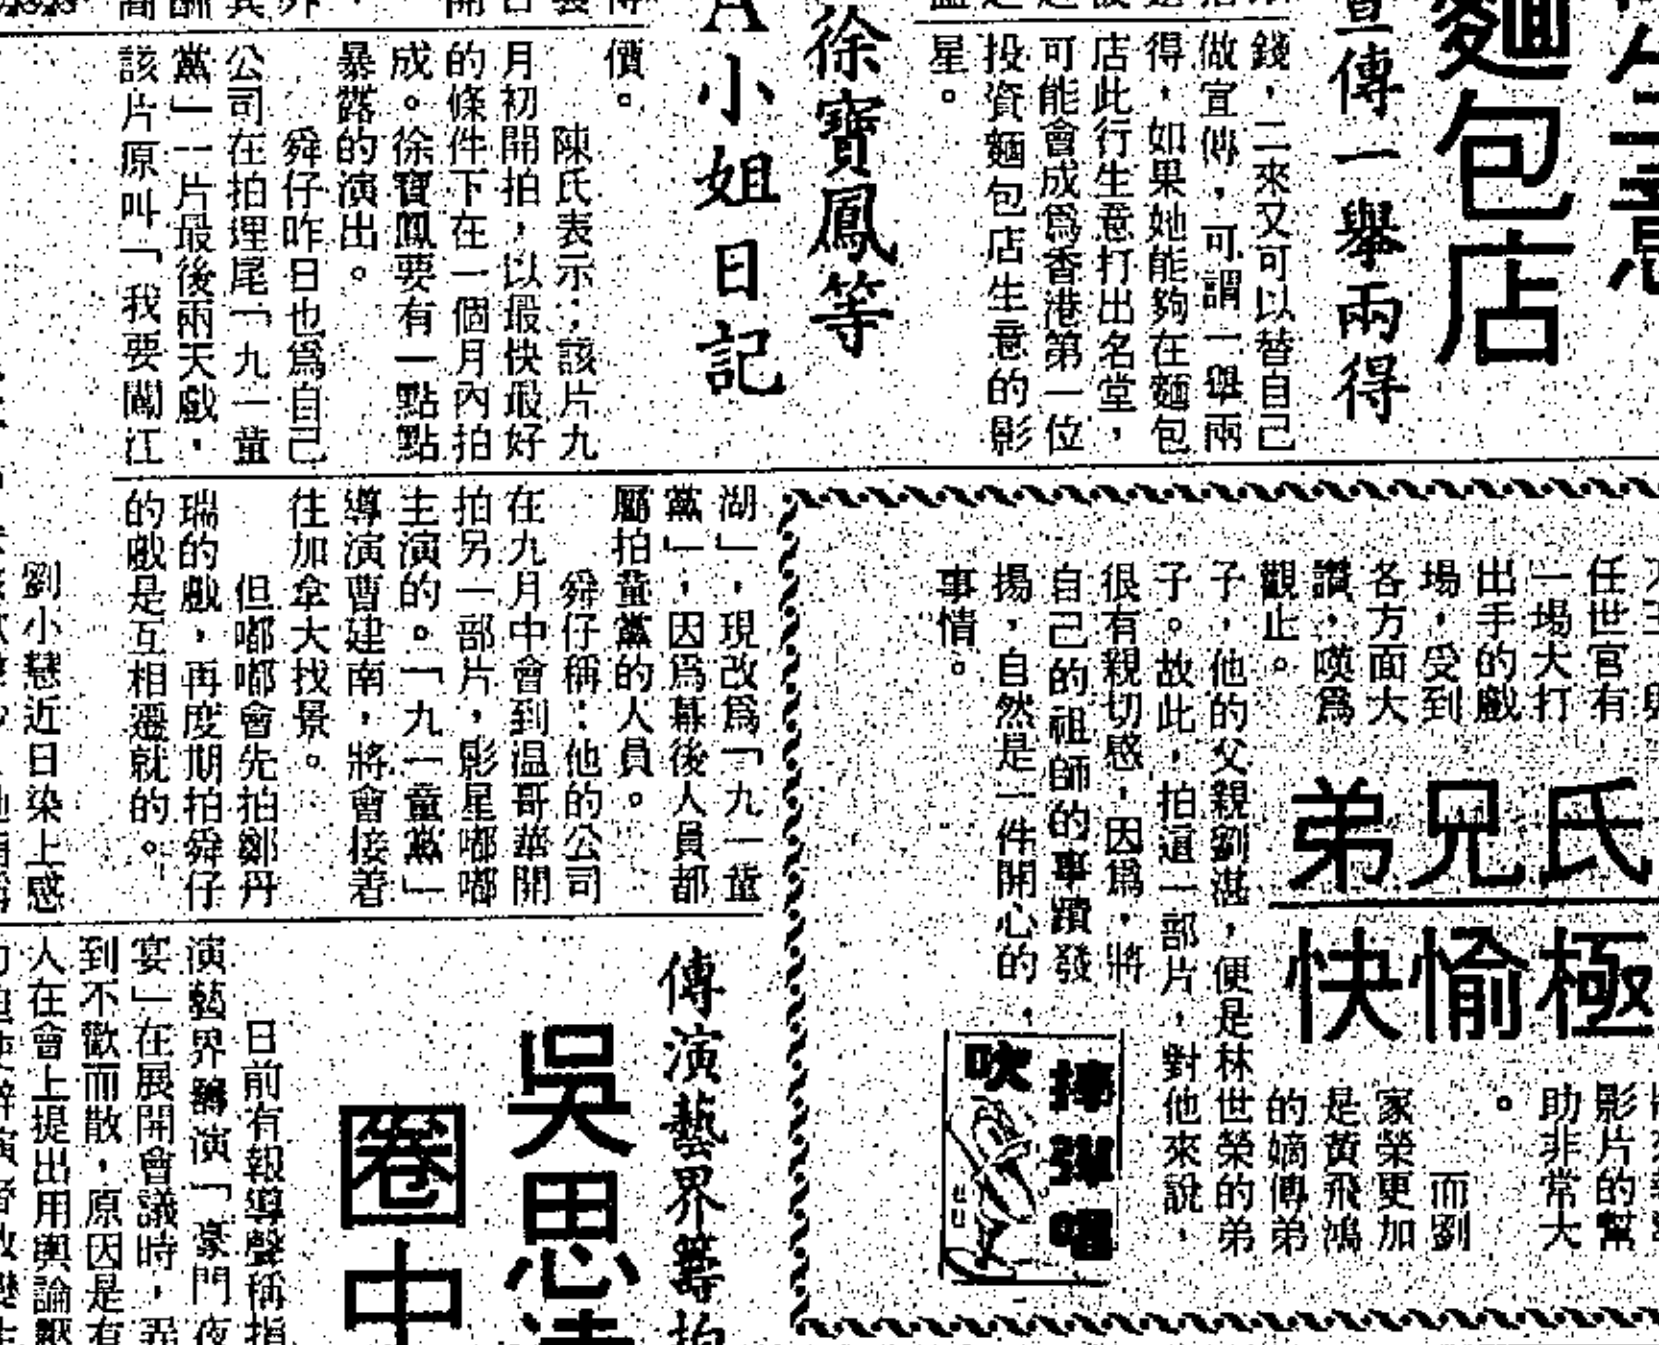 麵包店
宣傳一舉兩得
錢，二來又可以替自己
做宣傳，可謂一舉兩
得，如果她能夠在麵包
店此行生意打出名堂，
可能會成爲香港第一位
投資麵包店生意的影
星。
徐寶鳳等
小姐日記
價。
陳氏表示：該片九
月初開拍，以最快最好
的條件下在一個月內拍
成。徐寶鳳要有一點點
暴露的演出。
舜仔昨日也爲自己
公司在拍理尾「九一童
黨」一片最後兩天戲，
該片原叫「我要闖江
湖」，現改爲「九一童
黨」，因爲幕後人員都
屬拍童黨的人員。
舜仔稱：他的公司
在九月中會到温哥華開
拍另一部片，影星嘟嘟
主演的。「九一童黨」
導演曹建南，將會接着
往加拿大找景。
但嘟嘟會先拍鄭丹
瑞的戲，再度期拍舜仔
的戲是互相遷就的。
任世官有
一場大打
出手的戲
場，受到
各方面大
讚，嘆爲
觀止。
氏兄弟
極愉快
影片的幫
助非常大
。
而劉
家榮更加
是黃飛鴻
的嫡傳弟
子，他的父親劉湛，便是林世榮的弟
子。故此，拍這一部片，對他來說，
很有親切感，因爲，將
自己的祖師的事蹟發
揚，自然是一件開心的，
事情。
彈唱
吹
劉小慧近日染上感
傳演藝界籌拍
吳思
圈中
日前有報導聲稱指
演藝界籌演「豪門夜
宴」在展開會議時，弄
到不歡而散，原因是有
人在會上提出用輿論壓